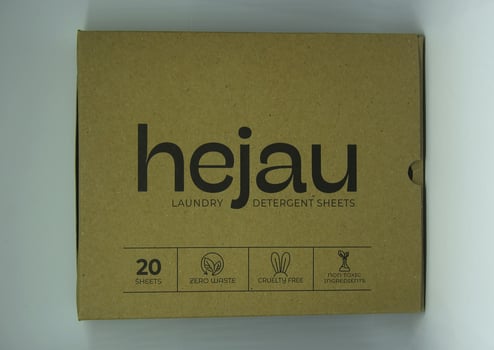 hejau
LAUNDRY DETERGENT SHEETS
20
SHEETS
ZERO WASTE
CRUELTY FREE
NON TOXIC
INGREDIENTS